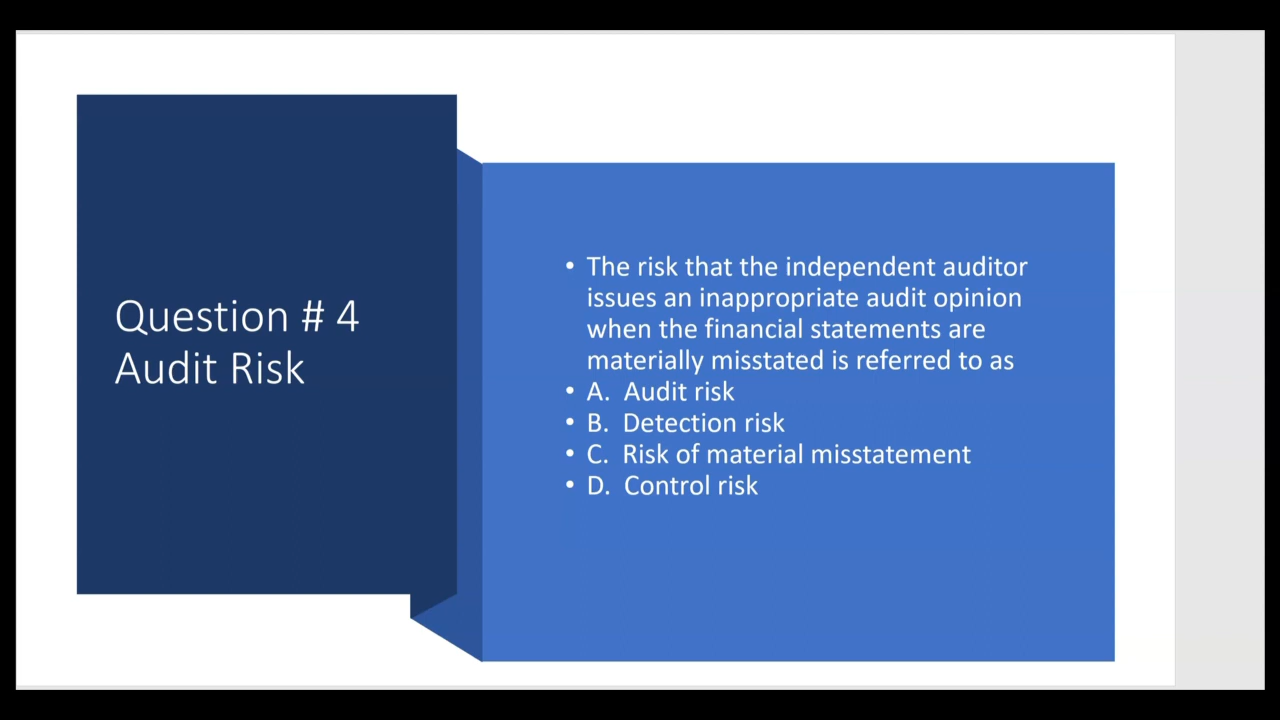 Question # 4
Audit Risk
• The risk that the independent auditor
issues an inappropriate audit opinion
when the financial statements are
materially misstated is referred to as
• A. Audit risk
• B. Detection risk
• C. Risk of material misstatement
• D. Control risk